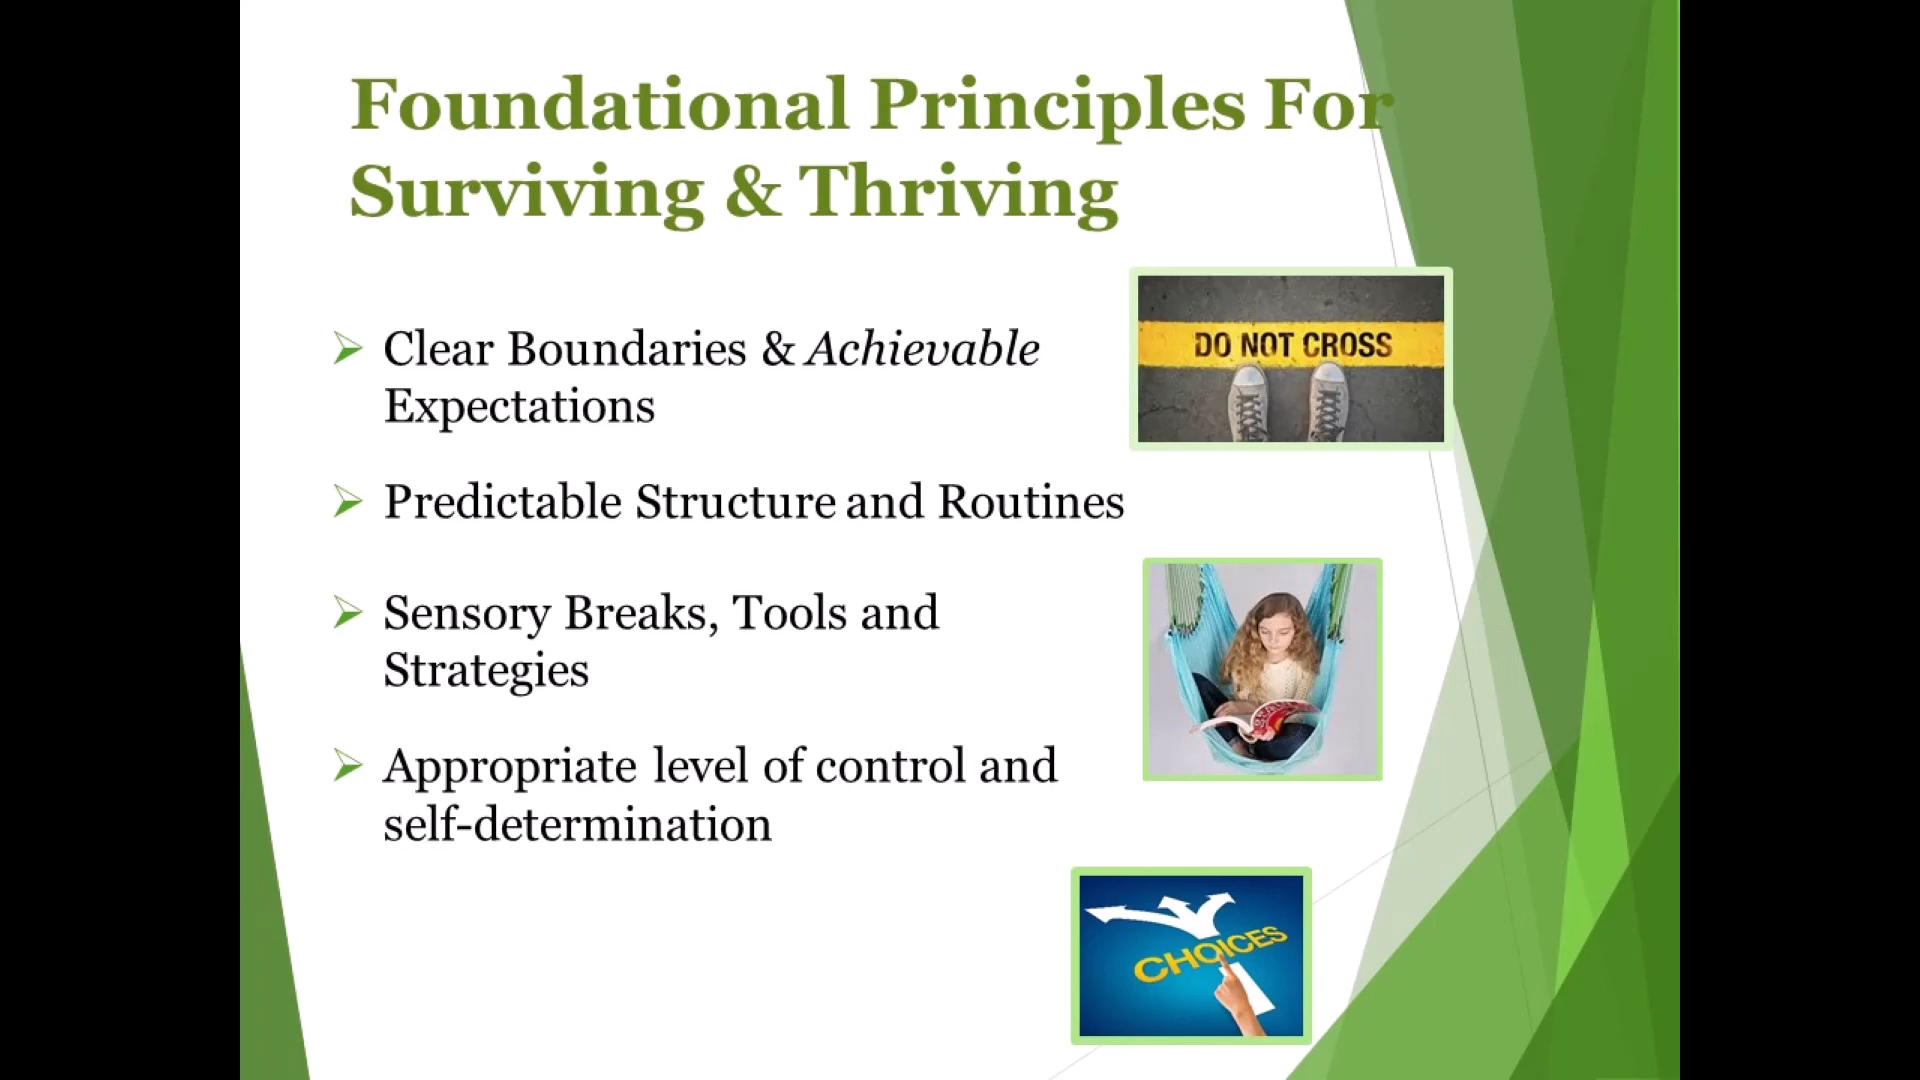 Foundational Principles For
Surviving & Thriving
Clear Boundaries & Achievable
Expectations
DO NOT CROSS
Predictable Structure and Routines
Sensory Breaks, Tools and
Strategies
Appropriate level of control and
self-determination
CHOICES